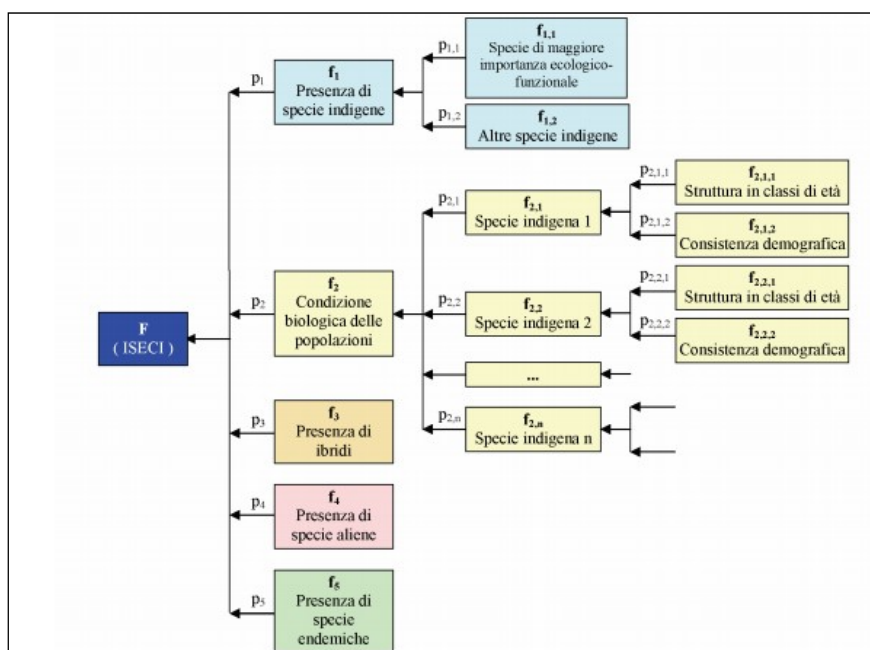 F
( ISECI )
p1
f1
Presenza di
specie indigene
p1,1
f1,1
Specie di maggiore
importanza ecologico-
funzionale
p1,2
f1,2
Altre specie indigene
p2
f2
Condizione
biologica delle
popolazioni
p2,1
f2,1
Specie indigena 1
p2,1,1
f2,1,1
Struttura in classi di età
p2,1,2
f2,1,2
Consistenza demografica
p2,2
f2,2
Specie indigena 2
p2,2,1
f2,2,1
Struttura in classi di età
p2,2,2
f2,2,2
Consistenza demografica
...
p2,n
f2,n
Specie indigena n
p3
f3
Presenza di
ibridi
p4
f4
Presenza di
specie aliene
p5
f5
Presenza di
specie
endemiche